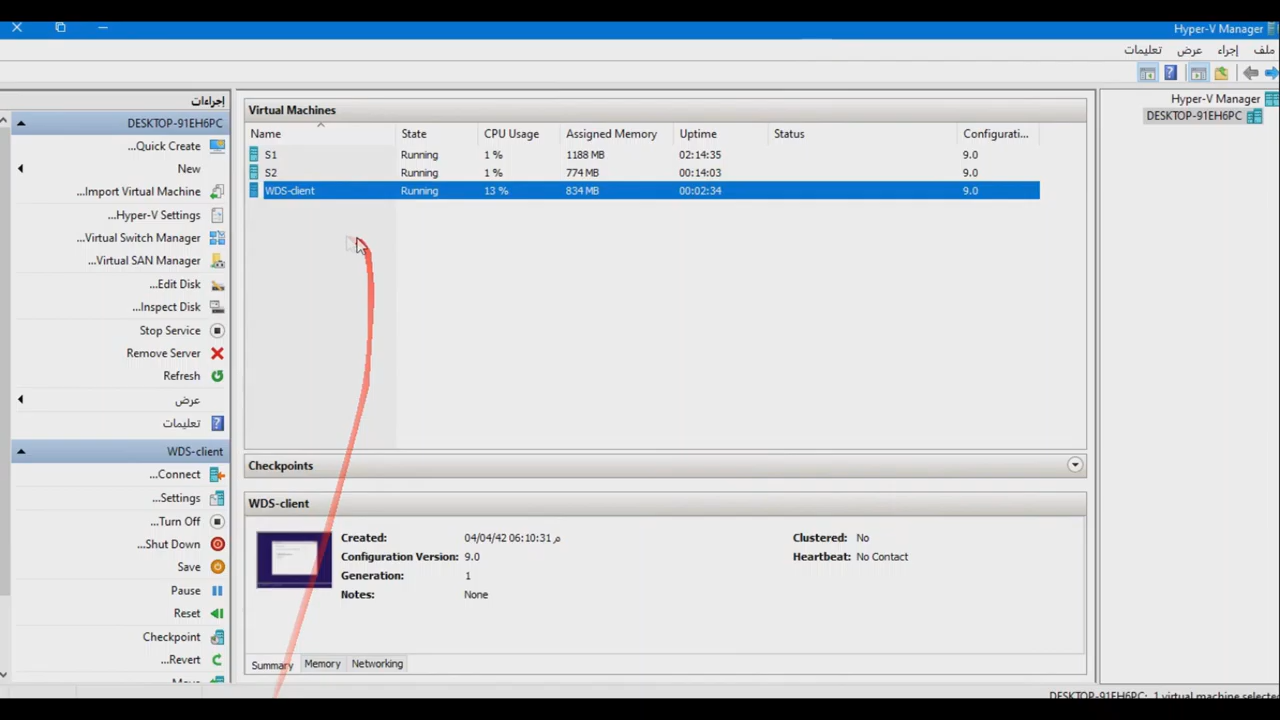 Hyper-V Manager
ملف إجراء عرض تعليمات
إجراءات
DESKTOP-91EH6PC
...Quick Create
New
...Import Virtual Machine
...Hyper-V Settings
...Virtual Switch Manager
...Virtual SAN Manager
...Edit Disk
...Inspect Disk
Stop Service
Remove Server
Refresh
عرض
تعليمات
WDS-client
...Connect
...Settings
...Turn Off
...Shut Down
Save
Pause
Reset
Checkpoint
...Revert
Virtual Machines
Name State CPU Usage Assigned Memory Uptime Status Configurati...
S1 Running 1 % 1188 MB 02:14:35 9.0
S2 Running 1 % 774 MB 00:14:03 9.0
WDS-client Running 13 % 834 MB 00:02:34 9.0
Checkpoints
WDS-client
Created: 04/04/42 06:10:31 م Clustered: No
Configuration Version: 9.0 Heartbeat: No Contact
Generation: 1
Notes: None
Summary Memory Networking
Hyper-V Manager
DESKTOP-91EH6PC
DESKTOP-91EH6PC: 1 virtual machine selected